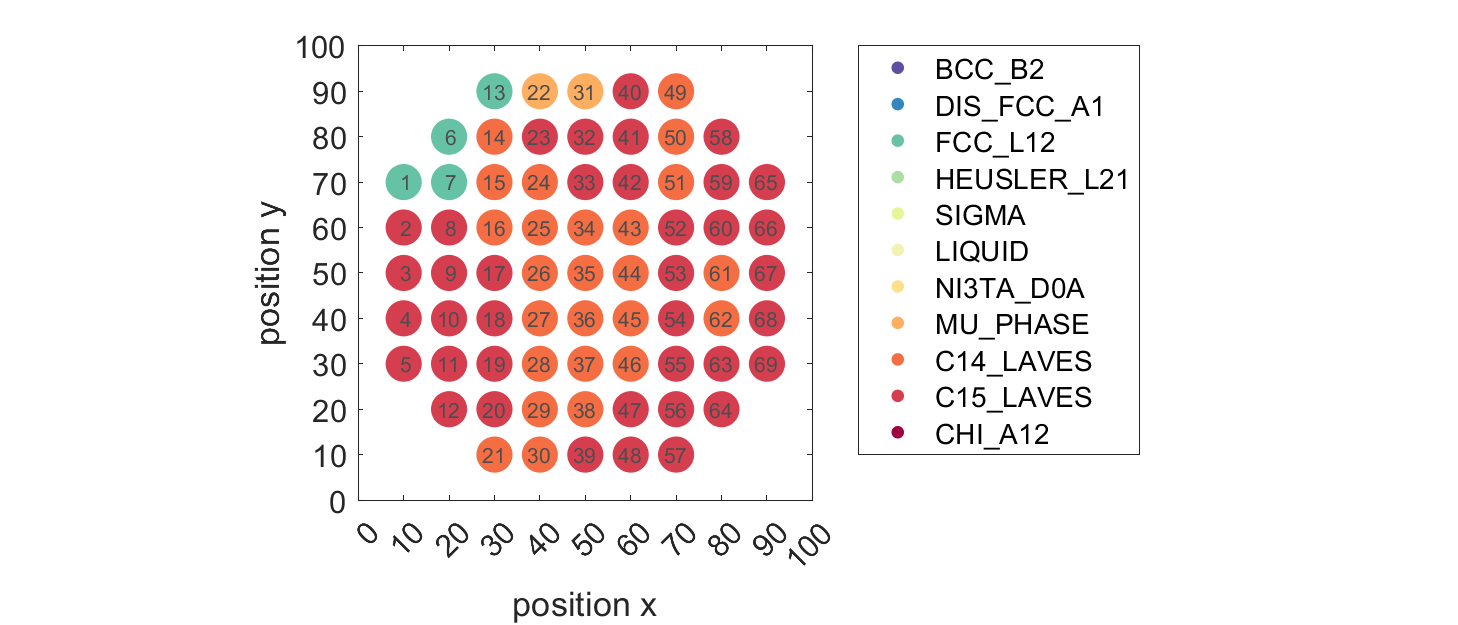 100
90
80
70
60
50
40
30
20
10
0
position y
13 22 31 40 49
6 14 23 32 41 50 58
1 7 15 24 33 42 51 59 65
2 8 16 25 34 43 52 60 66
3 9 17 26 35 44 53 61 67
4 10 18 27 36 45 54 62 68
5 11 19 28 37 46 55 63 69
12 20 29 38 47 56 64
21 30 39 48 57
0 10 20 30 40 50 60 70 80 90 100
position x
BCC_B2
DIS_FCC_A1
FCC_L12
HEUSLER_L21
SIGMA
LIQUID
NI3TA_D0A
MU_PHASE
C14_LAVES
C15_LAVES
CHI_A12